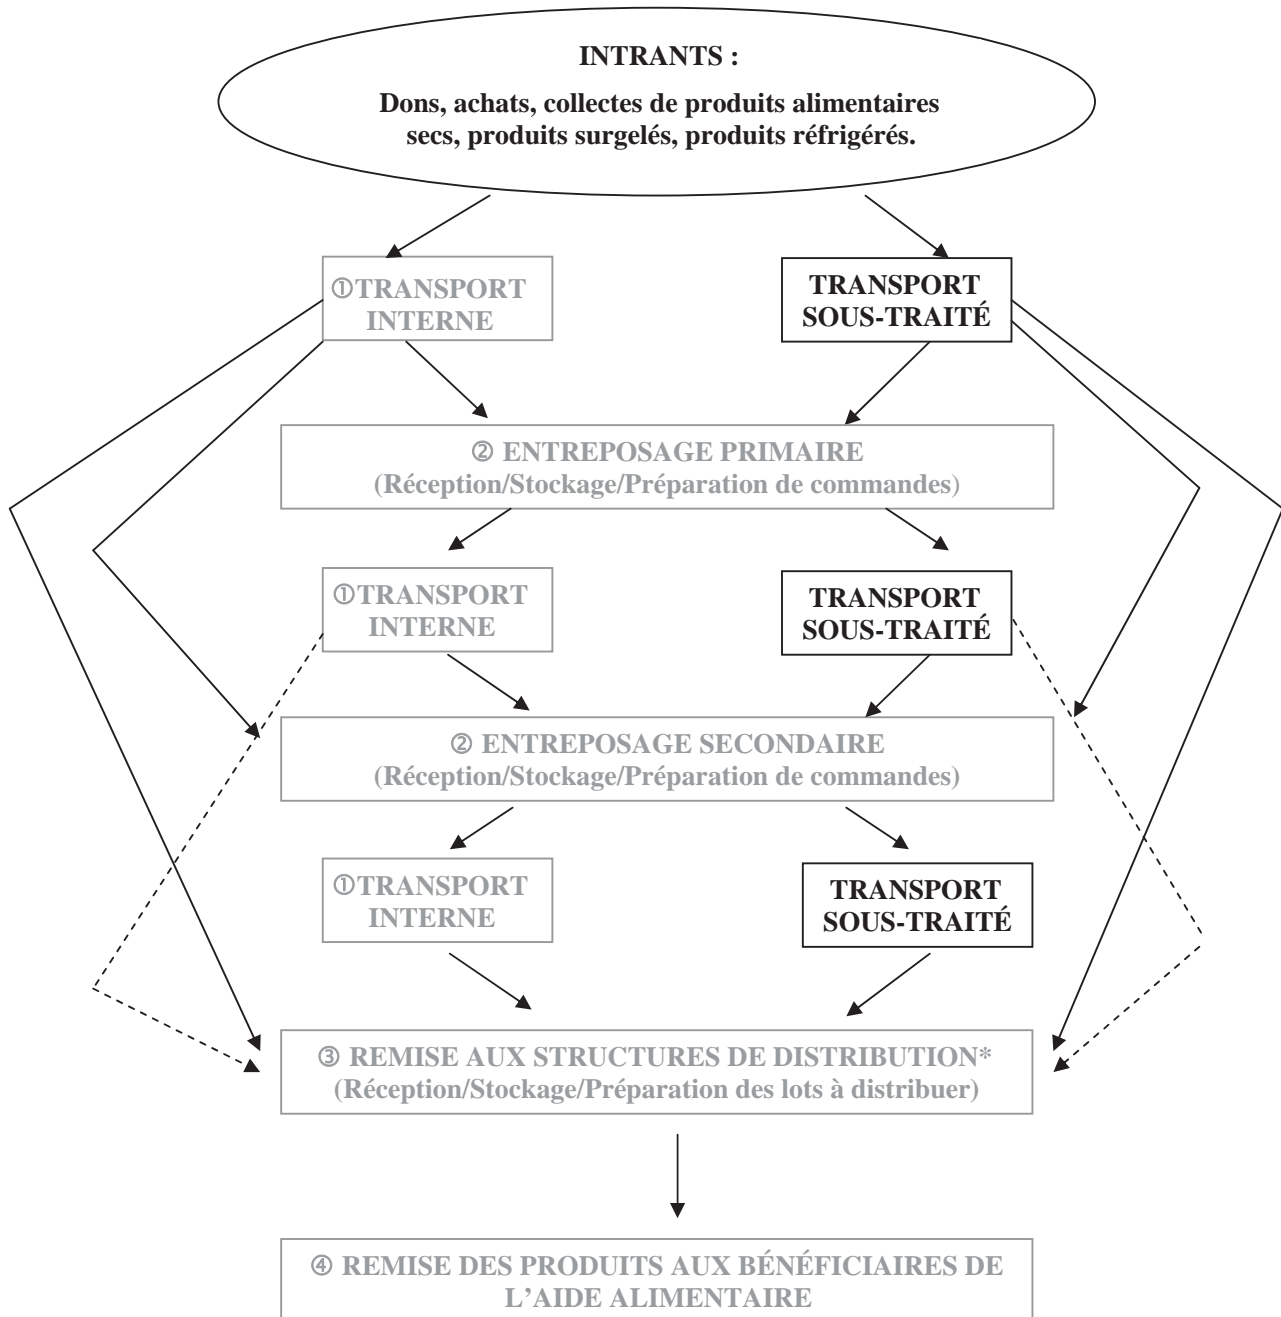 INTRANTS :
Dons, achats, collectes de produits alimentaires
secs, produits surgelés, produits réfrigérés.
①TRANSPORT
INTERNE
TRANSPORT
SOUS-TRAITÉ
② ENTREPOSAGE PRIMAIRE
(Réception/Stockage/Préparation de commandes)
①TRANSPORT
INTERNE
TRANSPORT
SOUS-TRAITÉ
② ENTREPOSAGE SECONDAIRE
(Réception/Stockage/Préparation de commandes)
①TRANSPORT
INTERNE
TRANSPORT
SOUS-TRAITÉ
③ REMISE AUX STRUCTURES DE DISTRIBUTION*
(Réception/Stockage/Préparation des lots à distribuer)
④ REMISE DES PRODUITS AUX BÉNÉFICIAIRES DE
L’AIDE ALIMENTAIRE